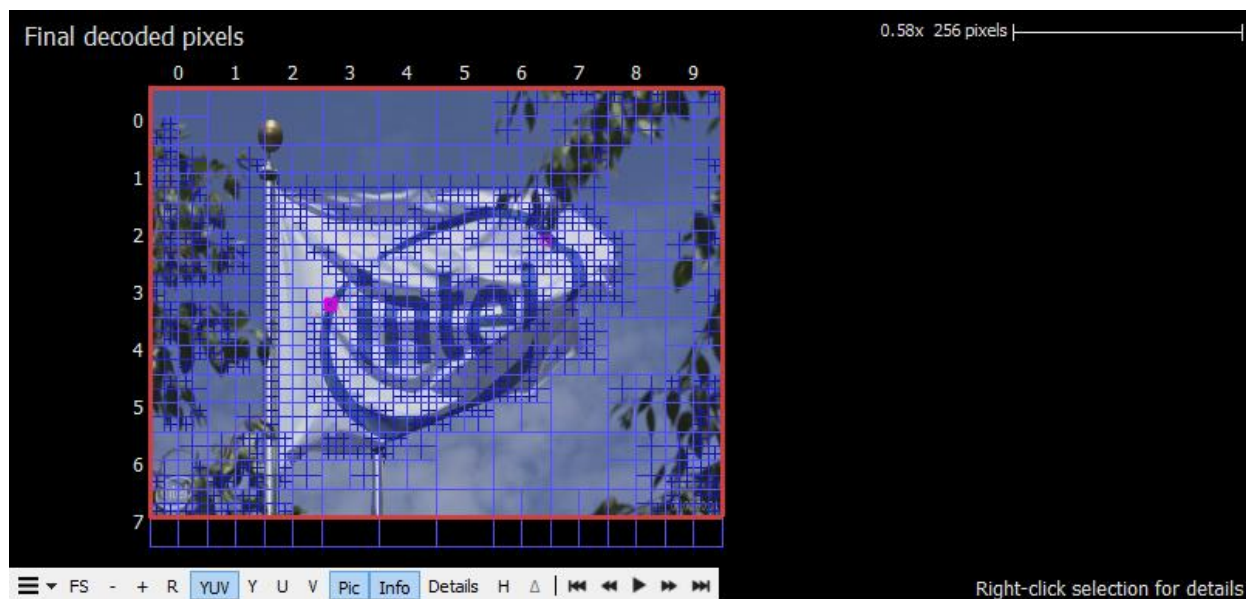 Final decoded pixels
0.58x 256 pixels
0 1 2 3 4 5 6 7 8 9
0
1
2
3
4
5
6
7
FS - + R YUV Y U V Pic Info Details H Δ
Right-click selection for details